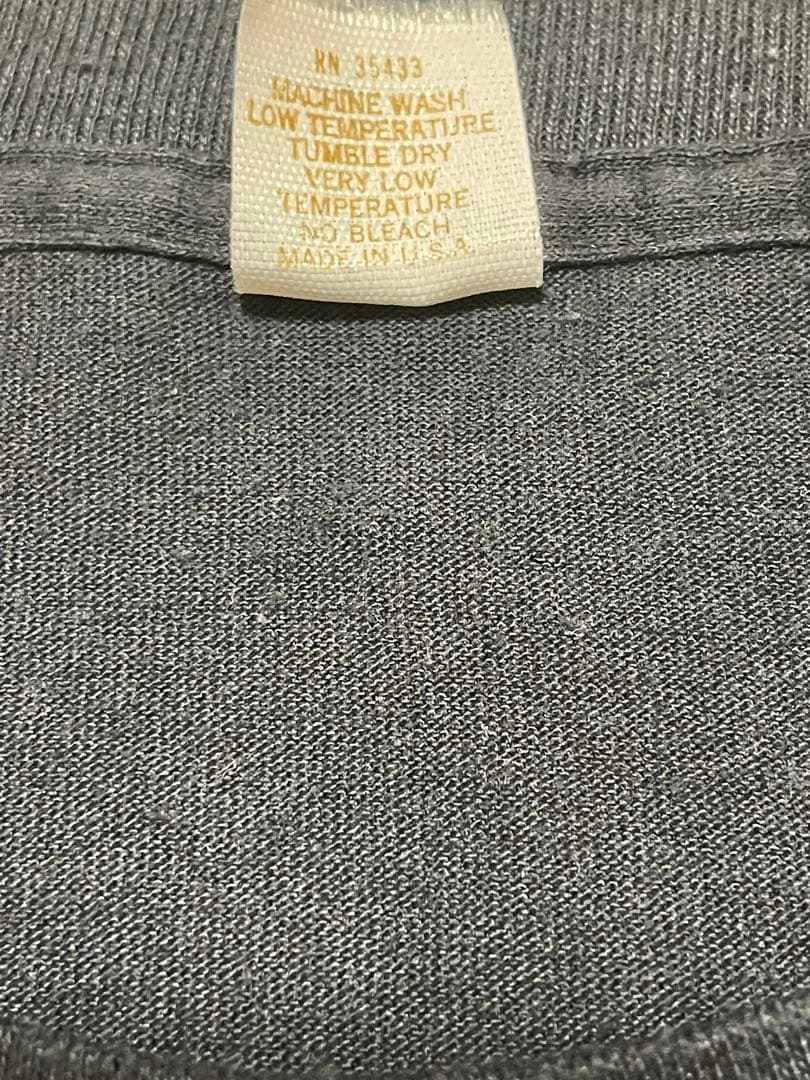 RN 35433
MACHINE WASH
LOW TEMPERATURE
TUMBLE DRY
VERY LOW
TEMPERATURE
NO BLEACH
MADE IN U.S.A.